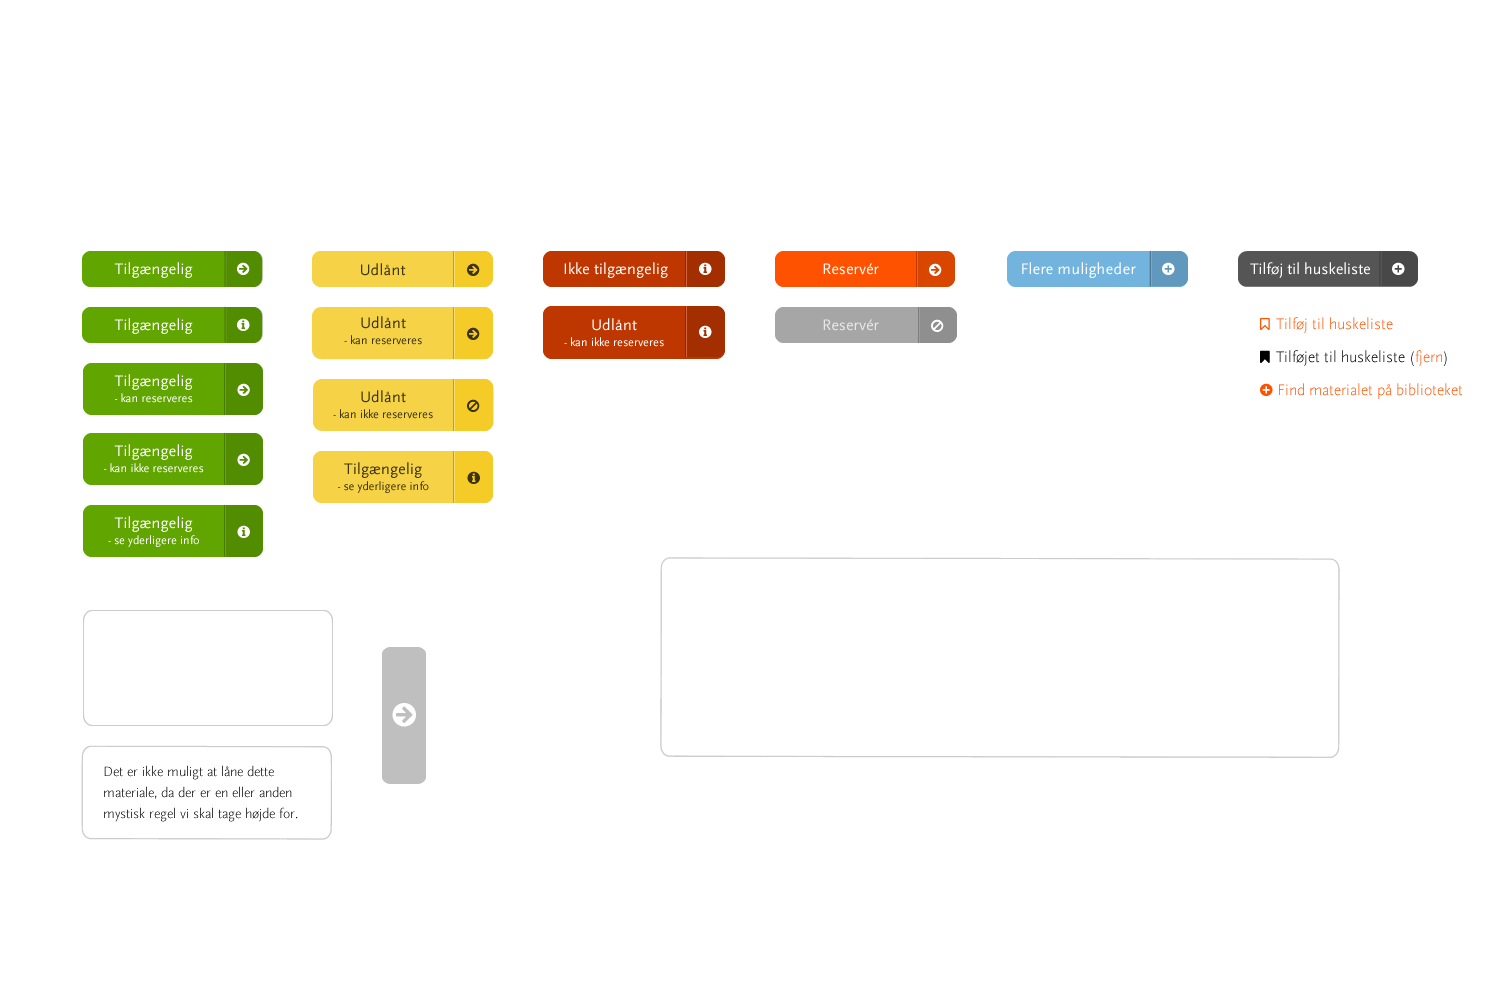 Tilgængelig
Tilgængelig
Tilgængelig
- kan reserveres
Tilgængelig
- kan ikke reserveres
Tilgængelig
- se yderligere info
Udlånt
Udlånt
- kan reserveres
Udlånt
- kan ikke reserveres
Tilgængelig
- se yderligere info
Ikke tilgængelig
Udlånt
- kan ikke reserveres
Reservér
Reservér
Flere muligheder
Tilføj til huskeliste
Tilføj til huskeliste
Tilføjet til huskeliste (fjern)
Find materialet på biblioteket
Det er ikke muligt at låne dette
materiale, da der er en eller anden
mystisk regel vi skal tage højde for.